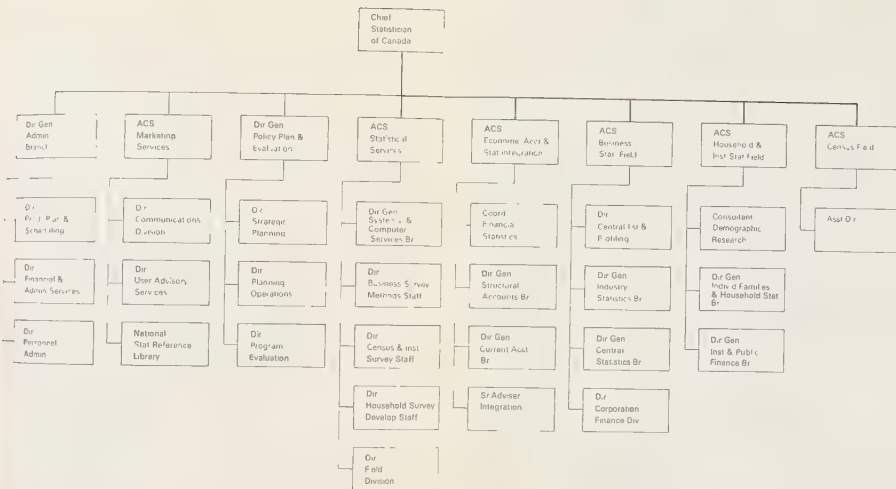 Chief
Statistician
of Canada
Dir Gen
Admin
Branch
ACS
Marketing
Services
Dir Gen
Policy Plan &
Evaluation
ACS
Statistical
Services
ACS
Economic Acct &
Stat Integration
ACS
Business
Stat Field
ACS
Household &
Inst Stat Field
ACS
Census Field
Dir
Plan &
Scheduling
Dir
Financial &
Admin Services
Dir
Personnel
Admin
Dir
Communications
Division
Dir
User Advisory
Services
National
Stat Reference
Library
Dir
Strategic
Planning
Dir
Planning
Operations
Dir
Program
Evaluation
Dir Gen
Systems &
Computer
Services Br
Dir
Business Survey
Methods Staff
Dir
Census & Inst
Survey Staff
Dir
Household Survey
Develop Staff
Dir
Field
Division
Coord
Financial
Statistics
Dir Gen
Structural
Accounts Br
Dir Gen
Current Acct
Br
Sr Adviser
Integration
Dir
Central list &
Profiling
Dir Gen
Industry
Statistics Br
Dir Gen
Central
Statistics Br
Dir
Corporation
Finance Div
Consultant
Demographic
Research
Dir Gen
Individ Families
& Household Stat
Br
Dir Gen
Inst & Public
Finance Br
Asst Dir